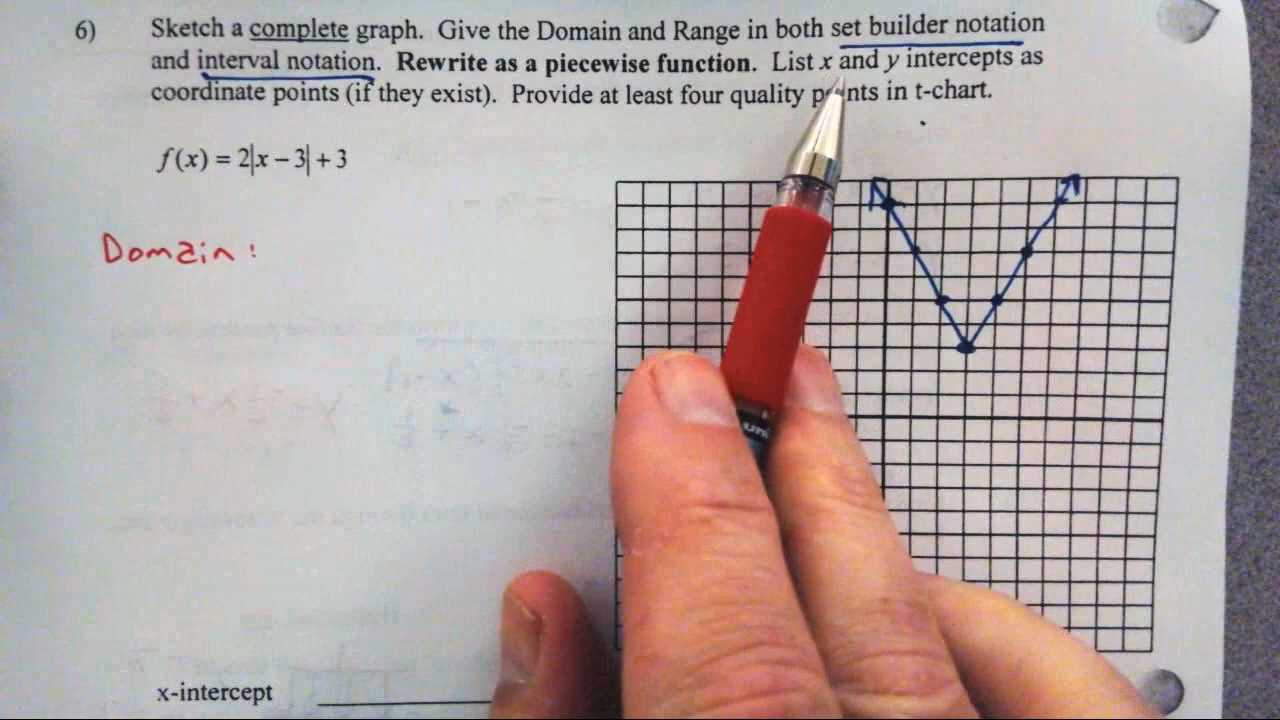 6) Sketch a complete graph. Give the Domain and Range in both set builder notation
and interval notation. Rewrite as a piecewise function. List x and y intercepts as
coordinate points (if they exist). Provide at least four quality points in t-chart.
f(x) = 2|x − 3| + 3
Domain:
uni
x-intercept